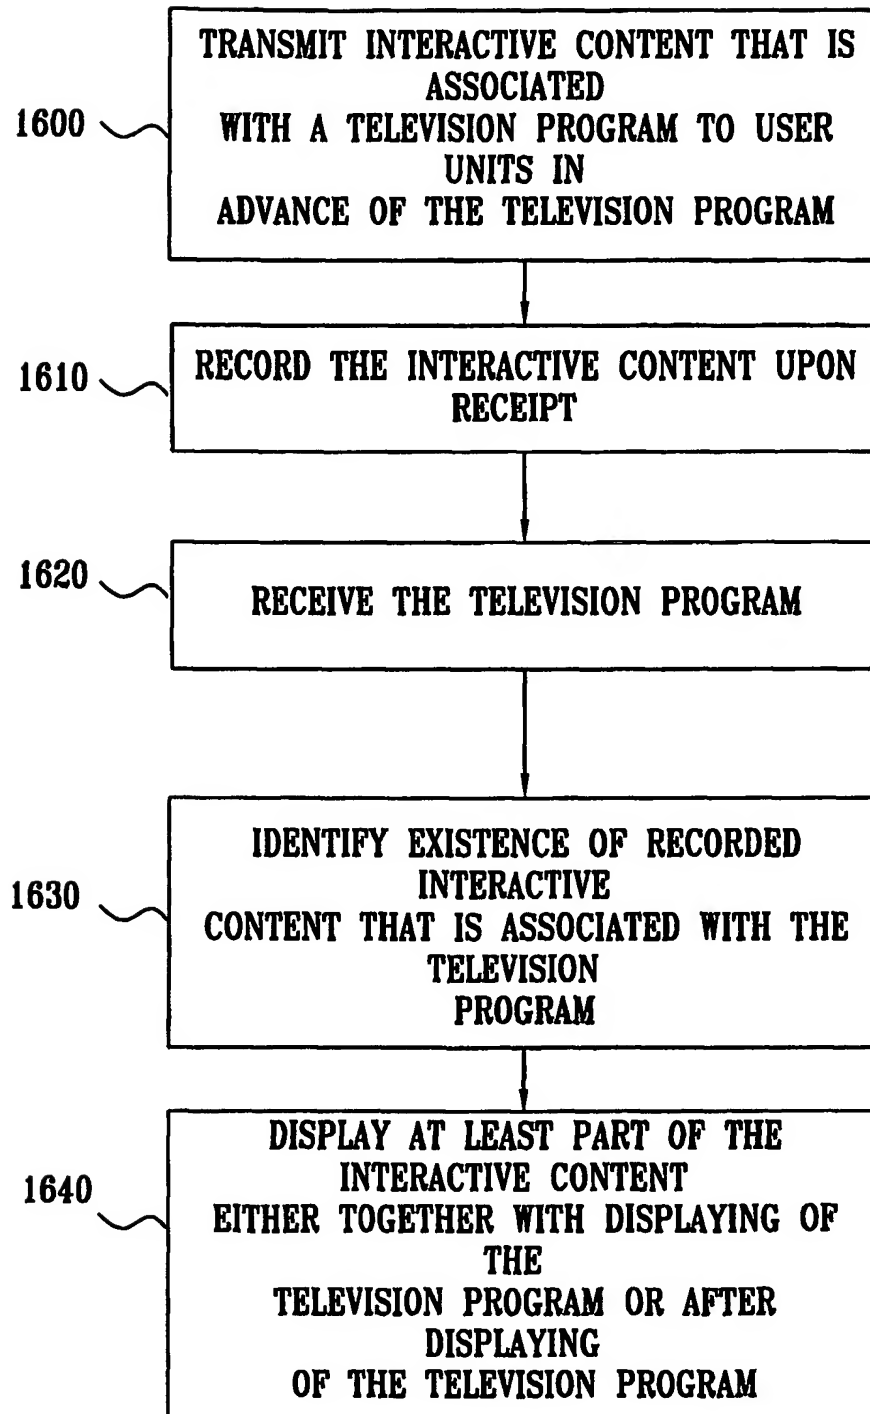 1600
TRANSMIT INTERACTIVE CONTENT THAT IS
ASSOCIATED
WITH A TELEVISION PROGRAM TO USER
UNITS IN
ADVANCE OF THE TELEVISION PROGRAM
1610
RECORD THE INTERACTIVE CONTENT UPON
RECEIPT
1620
RECEIVE THE TELEVISION PROGRAM
1630
IDENTIFY EXISTENCE OF RECORDED
INTERACTIVE
CONTENT THAT IS ASSOCIATED WITH THE
TELEVISION
PROGRAM
1640
DISPLAY AT LEAST PART OF THE
INTERACTIVE CONTENT
EITHER TOGETHER WITH DISPLAYING OF
THE
TELEVISION PROGRAM OR AFTER
DISPLAYING
OF THE TELEVISION PROGRAM